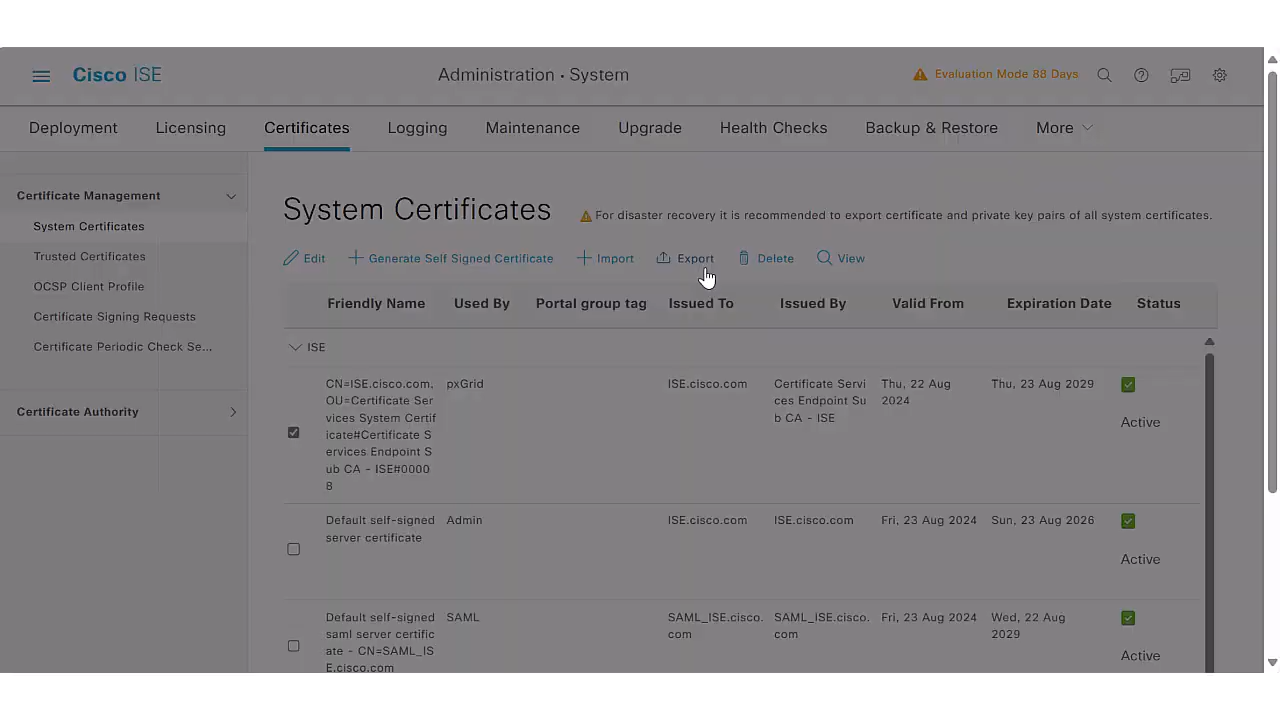 Cisco ISE
Administration · System
Evaluation Mode 88 Days
Deployment
Licensing
Certificates
Logging
Maintenance
Upgrade
Health Checks
Backup & Restore
More
Certificate Management
System Certificates
Trusted Certificates
OCSP Client Profile
Certificate Signing Requests
Certificate Periodic Check Se...
Certificate Authority
System Certificates
For disaster recovery it is recommended to export certificate and private key pairs of all system certificates.
Edit
Generate Self Signed Certificate
Import
Export
Delete
View
Friendly Name
Used By
Portal group tag
Issued To
Issued By
Valid From
Expiration Date
Status
ISE
CN=ISE.cisco.com,
OU=Certificate Ser
vices System Certif
icate#Certificate S
ervices Endpoint S
ub CA - ISE#0000
8
pxGrid
ISE.cisco.com
Certificate Servi
ces Endpoint Su
b CA - ISE
Thu, 22 Aug
2024
Thu, 23 Aug 2029
Active
Default self-signed
server certificate
Admin
ISE.cisco.com
ISE.cisco.com
Fri, 23 Aug 2024
Sun, 23 Aug 2026
Active
Default self-signed
saml server certific
ate - CN=SAML_IS
E.cisco.com
SAML
SAML_ISE.cisco.
com
SAML_ISE.cisco.
com
Fri, 23 Aug 2024
Wed, 22 Aug
2029
Active